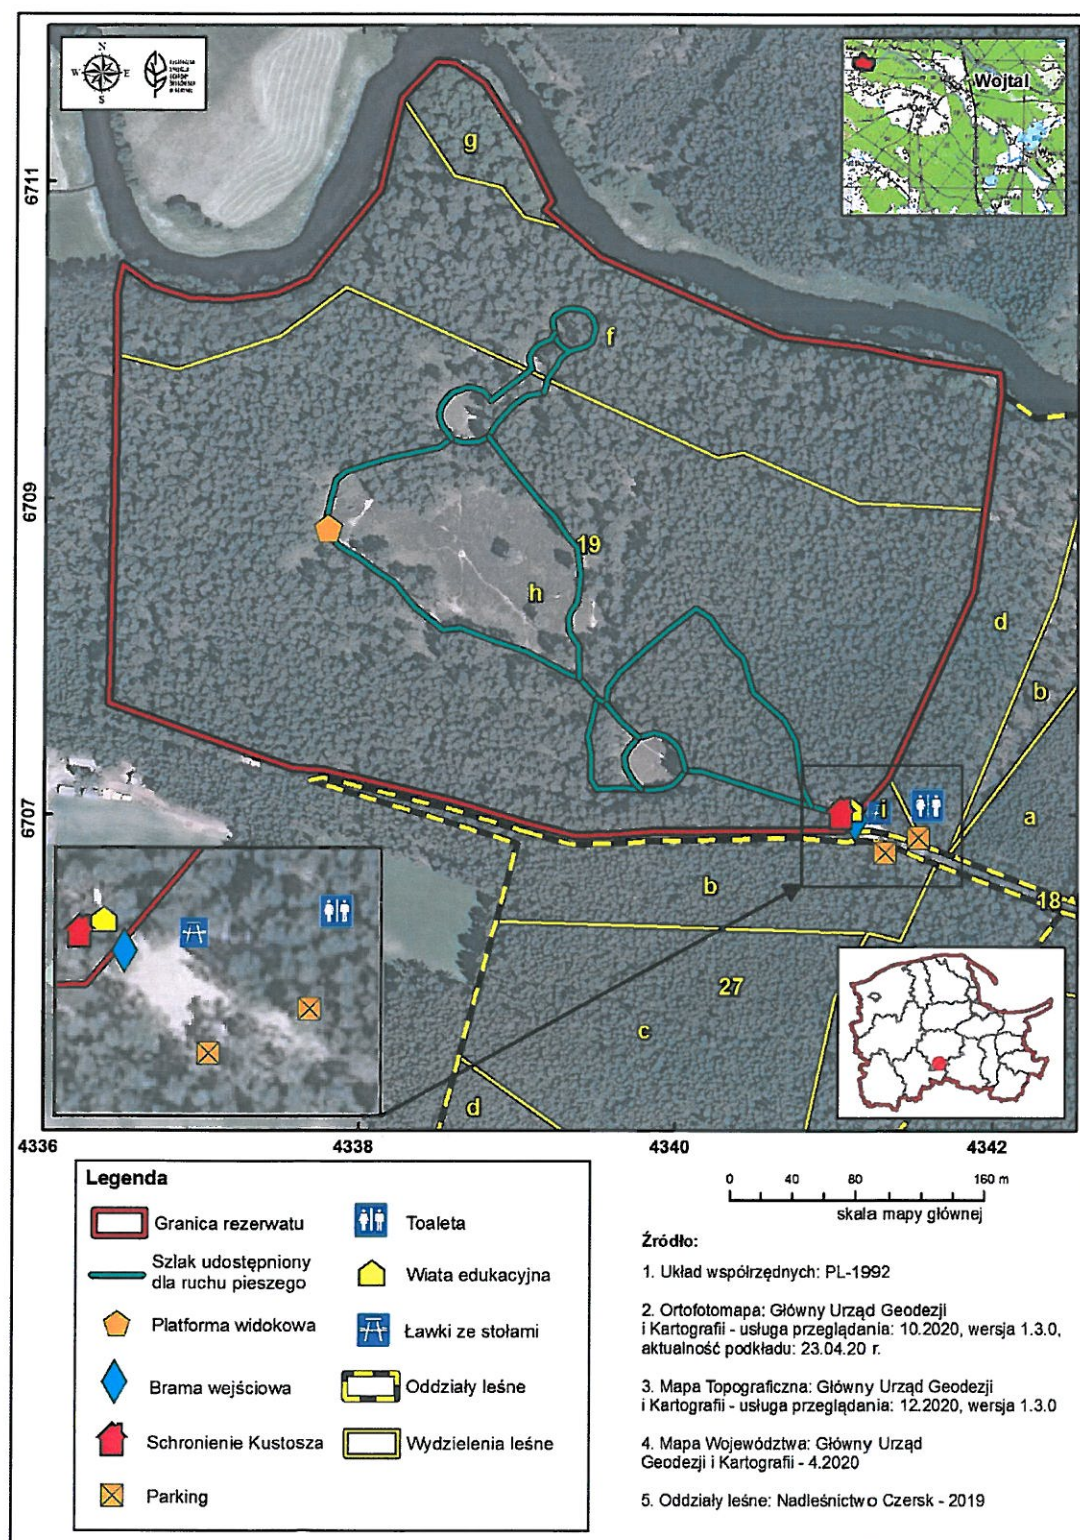 N
W
E
S
Wojtal
g
6711
f
6709
19
h
d
b
6707
i
a
b
18
27
c
d
4336
4338
4340
4342
Legenda
Granica rezerwatu
Szlak udostępniony
dla ruchu pieszego
Platforma widokowa
Brama wejściowa
Schronienie Kustosza
Parking
Toaleta
Wiata edukacyjna
Ławki ze stołami
Oddziały leśne
Wydzielenia leśne
0 40 80 160 m
skala mapy głównej
Źródło:
1. Układ współrzędnych: PL-1992
2. Ortofotomapa: Główny Urząd Geodezji
i Kartografii - usługa przeglądania: 10.2020, wersja 1.3.0,
aktualność podkładu: 23.04.20 r.
3. Mapa Topograficzna: Główny Urząd Geodezji
i Kartografii - usługa przeglądania: 12.2020, wersja 1.3.0
4. Mapa Województwa: Główny Urząd
Geodezji i Kartografii - 4.2020
5. Oddziały leśne: Nadleśnictwo Czersk - 2019